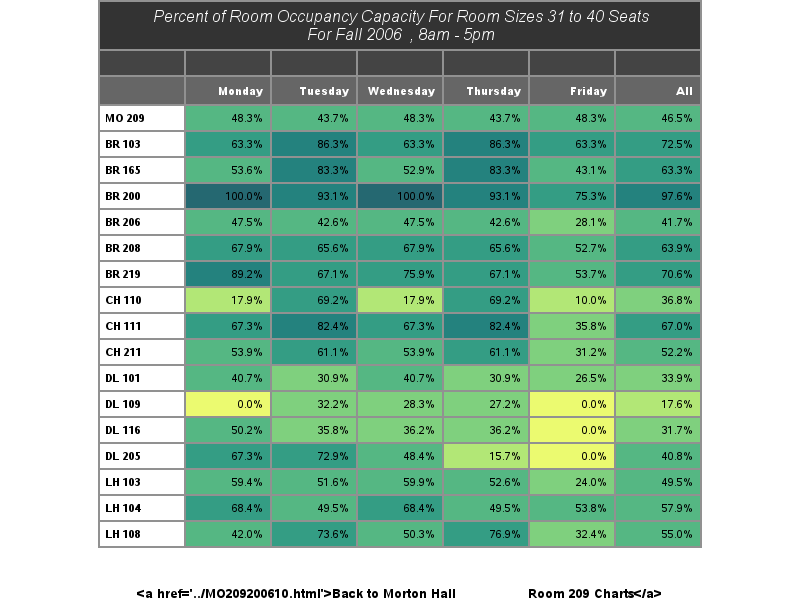 Percent of Room Occupancy Capacity For Room Sizes 31 to 40 Seats
For Fall 2006 , 8am - 5pm
Monday Tuesday Wednesday Thursday Friday All
MO 209 48.3% 43.7% 48.3% 43.7% 48.3% 46.5%
BR 103 63.3% 86.3% 63.3% 86.3% 63.3% 72.5%
BR 165 53.6% 83.3% 52.9% 83.3% 43.1% 63.3%
BR 200 100.0% 93.1% 100.0% 93.1% 75.3% 97.6%
BR 206 47.5% 42.6% 47.5% 42.6% 28.1% 41.7%
BR 208 67.9% 65.6% 67.9% 65.6% 52.7% 63.9%
BR 219 89.2% 67.1% 75.9% 67.1% 53.7% 70.6%
CH 110 17.9% 69.2% 17.9% 69.2% 10.0% 36.8%
CH 111 67.3% 82.4% 67.3% 82.4% 35.8% 67.0%
CH 211 53.9% 61.1% 53.9% 61.1% 31.2% 52.2%
DL 101 40.7% 30.9% 40.7% 30.9% 26.5% 33.9%
DL 109 0.0% 32.2% 28.3% 27.2% 0.0% 17.6%
DL 116 50.2% 35.8% 36.2% 36.2% 0.0% 31.7%
DL 205 67.3% 72.9% 48.4% 15.7% 0.0% 40.8%
LH 103 59.4% 51.6% 59.9% 52.6% 24.0% 49.5%
LH 104 68.4% 49.5% 68.4% 49.5% 53.8% 57.9%
LH 108 42.0% 73.6% 50.3% 76.9% 32.4% 55.0%
<a href='../MO209200610.html'>Back to Morton Hall Room 209 Charts</a>